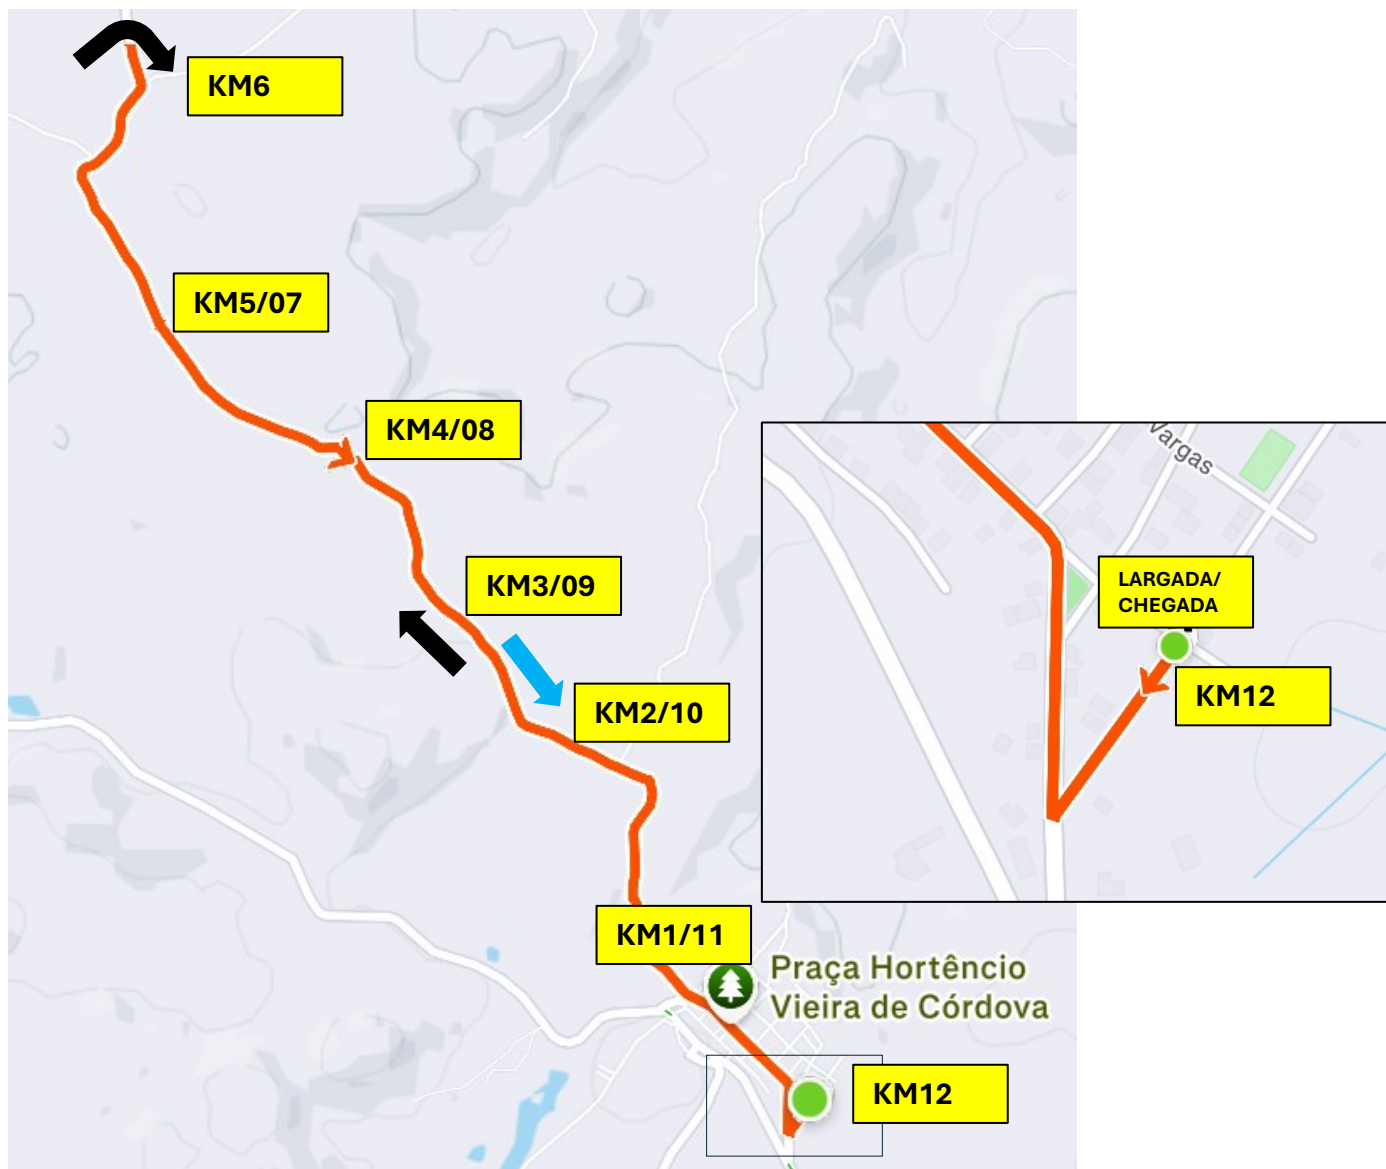 KM6
KM5/07
KM4/08
Vargas
LARGADA/
CHEGADA
KM3/09
KM12
KM2/10
KM1/11
Praça Hortêncio
Vieira de Córdova
KM12